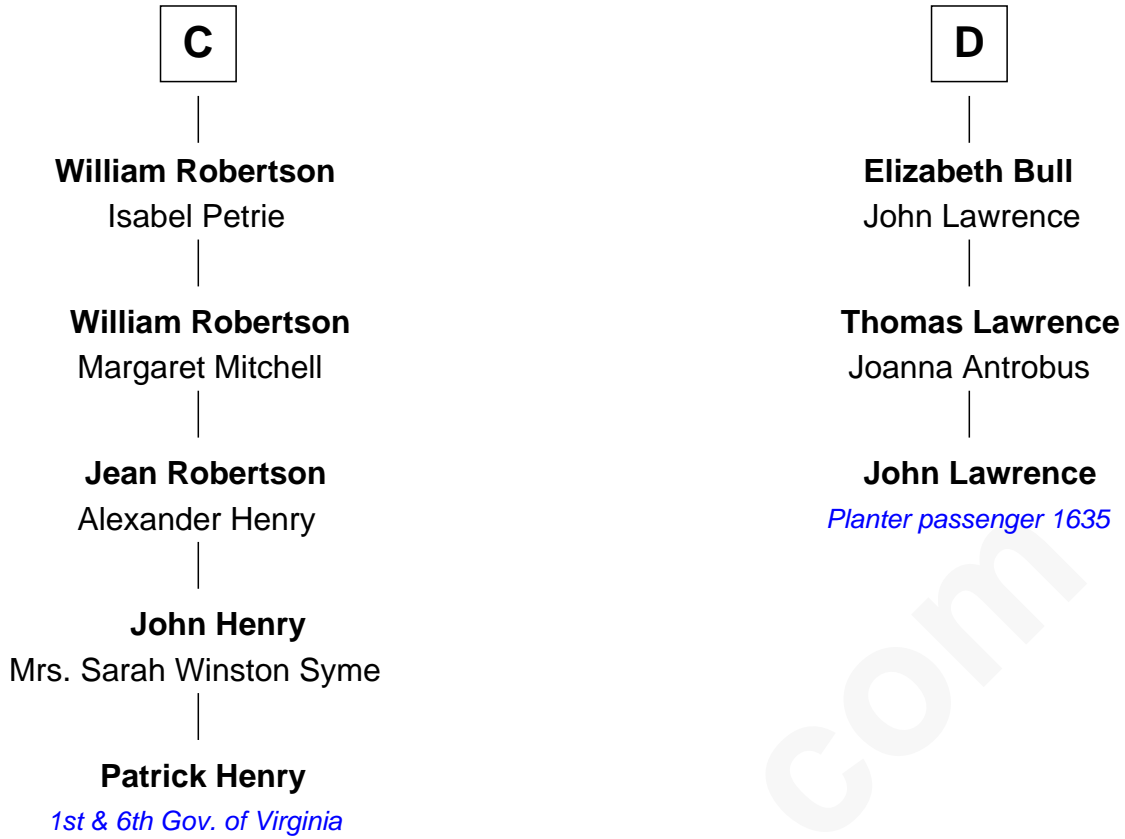 C
William Robertson
Isabel Petrie
William Robertson
Margaret Mitchell
Jean Robertson
Alexander Henry
John Henry
Mrs. Sarah Winston Syme
Patrick Henry
1st & 6th Gov. of Virginia
D
Elizabeth Bull
John Lawrence
Thomas Lawrence
Joanna Antrobus
John Lawrence
Planter passenger 1635
com